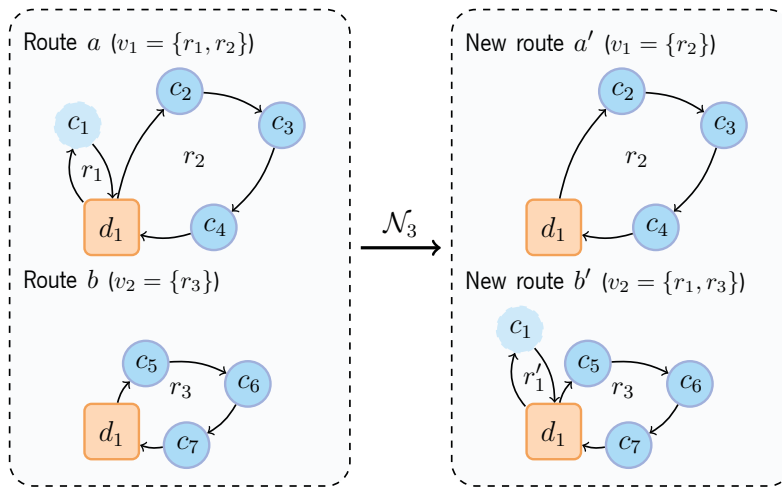 Route a (v₁ = {r₁, r₂})
c₂
c₁
c₃
r₁
r₂
d₁
c₄
Route b (v₂ = {r₃})
c₅
r₃
c₆
d₁
c₇
𝒩₃
New route a′ (v₁ = {r₂})
c₂
c₃
r₂
d₁
c₄
New route b′ (v₂ = {r₁, r₃})
c₁
c₅
r′₁
r₃
c₆
d₁
c₇